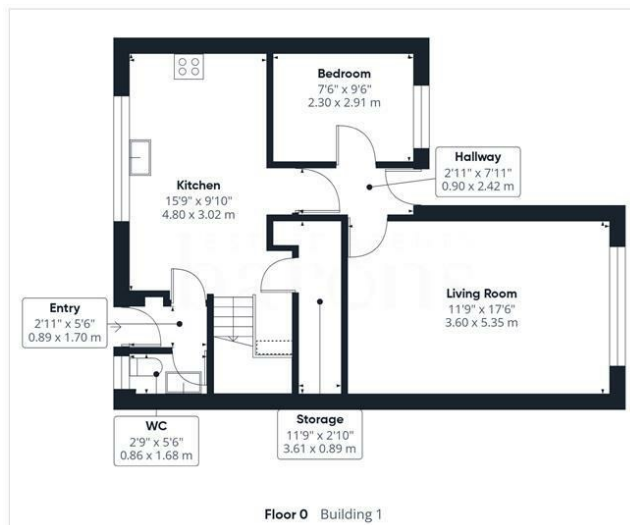 Bedroom
7'6" x 9'6"
2.30 x 2.91 m
Hallway
2'11" x 7'11"
0.90 x 2.42 m
Kitchen
15'9" x 9'10"
4.80 x 3.02 m
Living Room
11'9" x 17'6"
3.60 x 5.35 m
Entry
2'11" x 5'6"
0.89 x 1.70 m
WC
2'9" x 5'6"
0.86 x 1.68 m
Storage
11'9" x 2'10"
3.61 x 0.89 m
Floor 0 Building 1